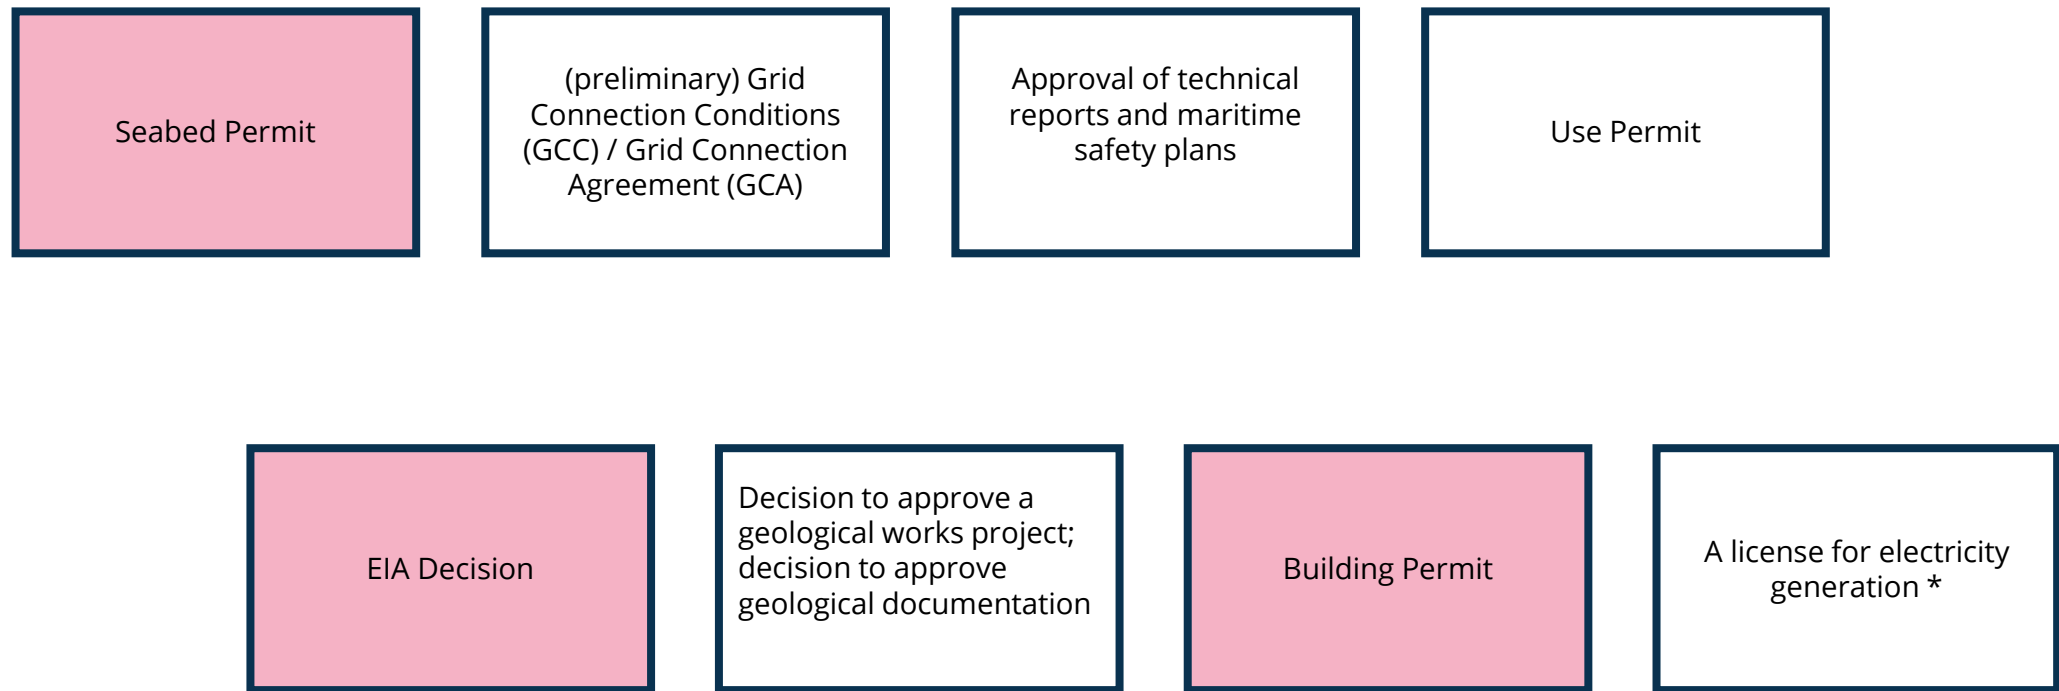 Seabed Permit
(preliminary) Grid
Connection Conditions
(GCC) / Grid Connection
Agreement (GCA)
Approval of technical
reports and maritime
safety plans
Use Permit
EIA Decision
Decision to approve a
geological works project;
decision to approve
geological documentation
Building Permit
A license for electricity
generation *